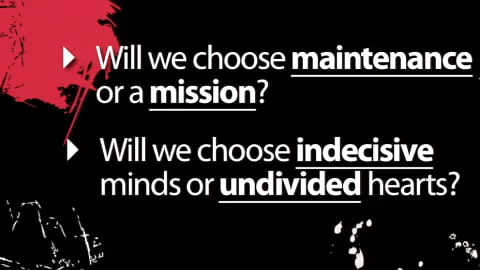 Will we choose maintenance
or a mission?
Will we choose indecisive
minds or undivided hearts?